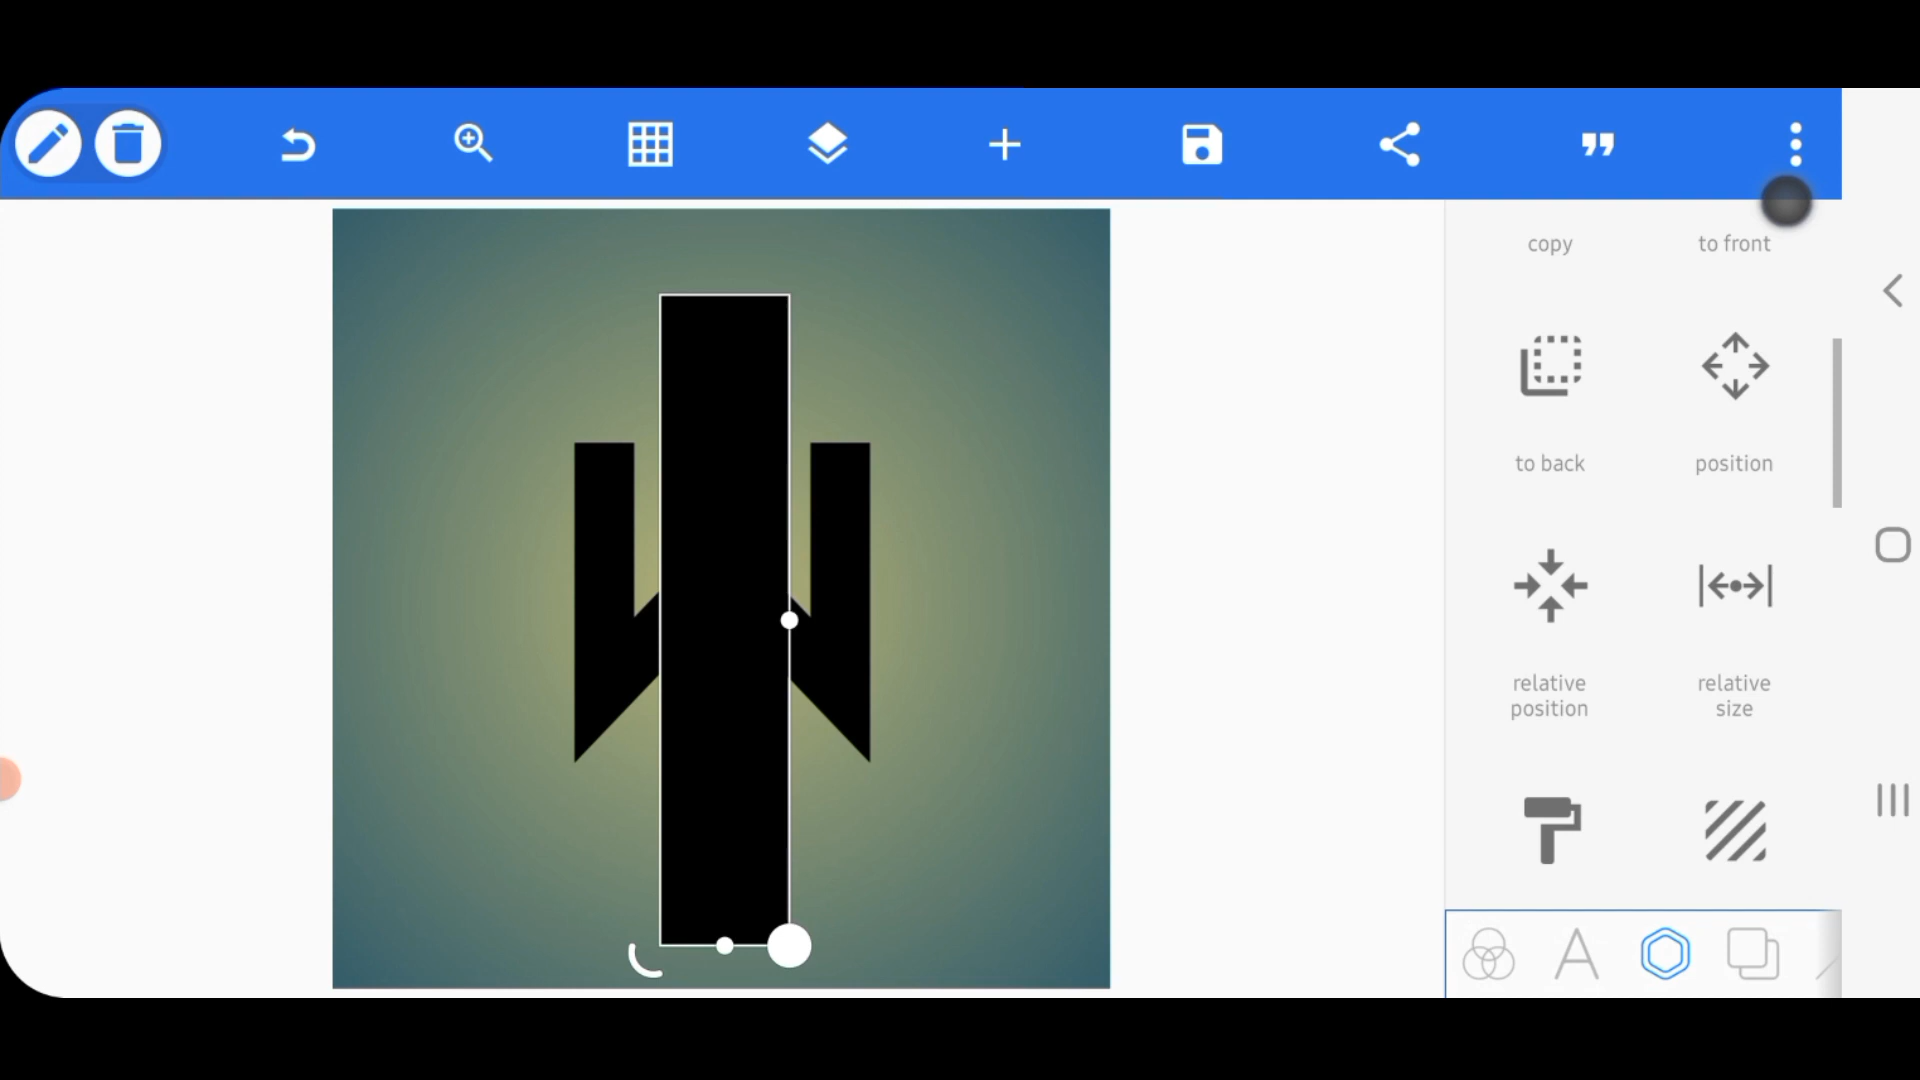 copy
to front
to back
position
relative
position
relative
size